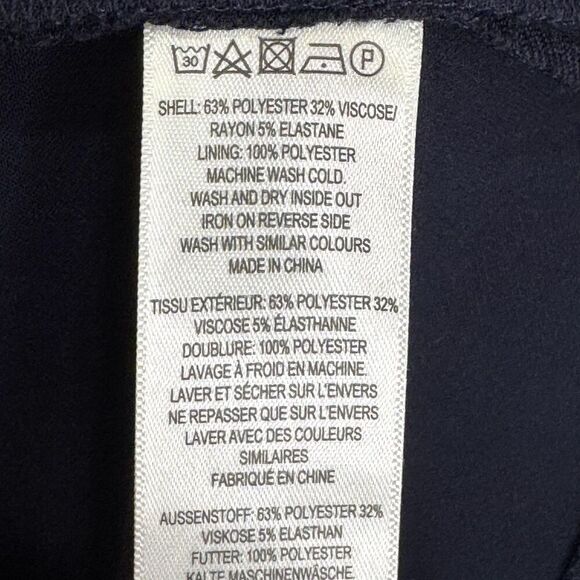 30 P
SHELL: 63% POLYESTER 32% VISCOSE/
RAYON 5% ELASTANE
LINING: 100% POLYESTER
MACHINE WASH COLD.
WASH AND DRY INSIDE OUT
IRON ON REVERSE SIDE
WASH WITH SIMILAR COLOURS
MADE IN CHINA
TISSU EXTÉRIEUR: 63% POLYESTER 32%
VISCOSE 5% ÉLASTHANNE
DOUBLURE: 100% POLYESTER
LAVAGE À FROID EN MACHINE.
LAVER ET SÉCHER SUR L'ENVERS
NE REPASSER QUE SUR L'ENVERS
LAVER AVEC DES COULEURS
SIMILAIRES
FABRIQUÉ EN CHINE
AUSSENSTOFF: 63% POLYESTER 32%
VISKOSE 5% ELASTHAN
FUTTER: 100% POLYESTER
KALTE MASCHINENWÄSCHE.